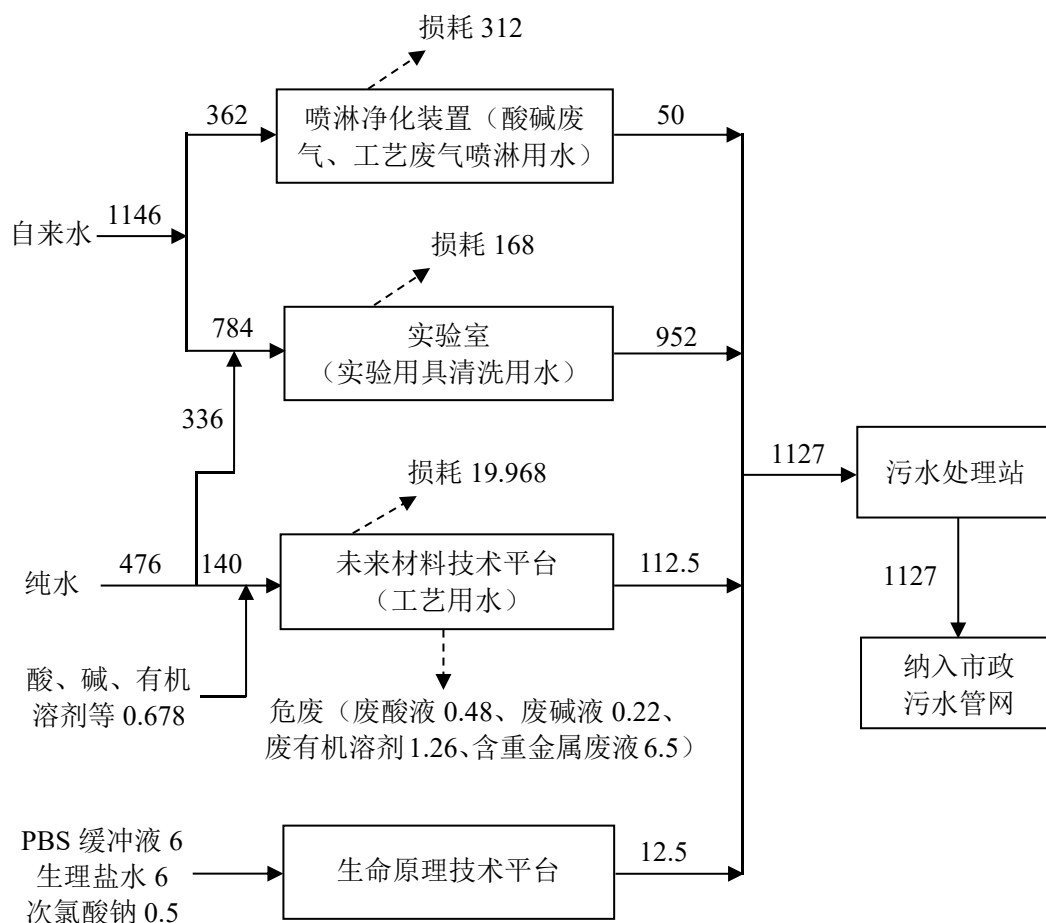 损耗 312
362
喷淋净化装置（酸碱废
气、工艺废气喷淋用水）
50
自来水
1146
损耗 168
784
实验室
（实验用具清洗用水）
952
336
1127
污水处理站
损耗 19.968
纯水
476
140
未来材料技术平台
（工艺用水）
112.5
1127
酸、碱、有机
溶剂等 0.678
危废（废酸液 0.48、废碱液 0.22、
废有机溶剂 1.26、含重金属废液 6.5）
纳入市政
污水管网
PBS 缓冲液 6
生理盐水 6
次氯酸钠 0.5
生命原理技术平台
12.5